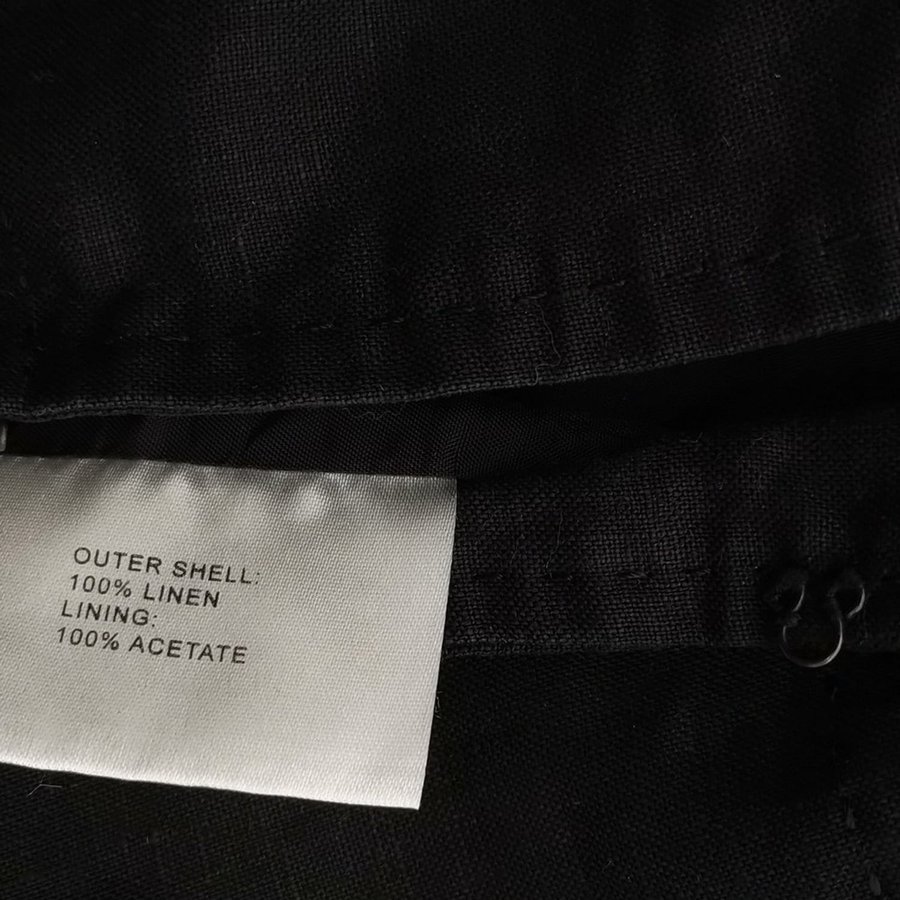 OUTER SHELL:
100% LINEN
LINING:
100% ACETATE